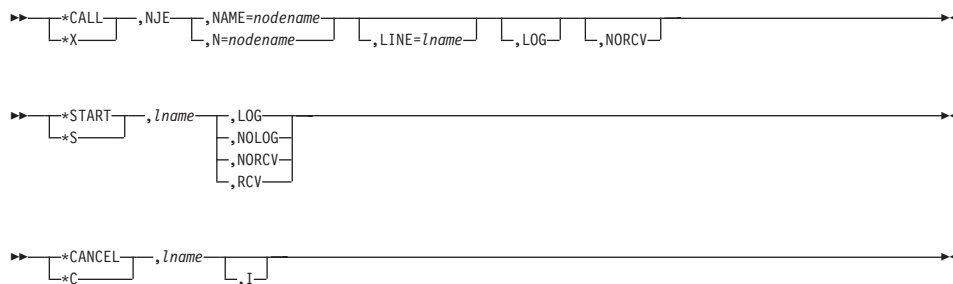 *CALL ,NJE ,NAME=nodename
*X ,N=nodename ,LINE=lname ,LOG ,NORCV
*START ,lname ,LOG
*S ,NOLOG
,NORCV
,RCV
*CANCEL ,lname
*C ,I